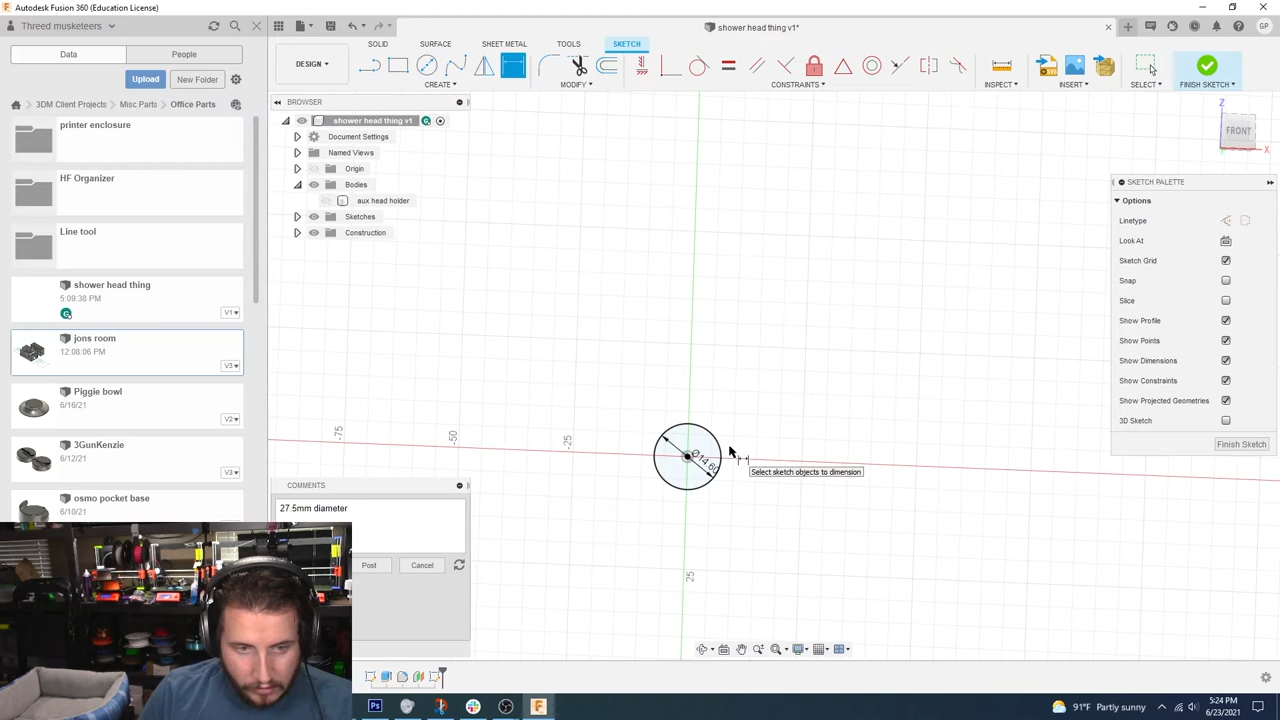 Autodesk Fusion 360 (Education License)
Threed musketeers
shower head thing v1*
GP
Data
People
DESIGN
SOLID
SURFACE
SHEET METAL
TOOLS
SKETCH
Upload
New Folder
CREATE
MODIFY
CONSTRAINTS
INSPECT
INSERT
SELECT
FINISH SKETCH
3DM Client Projects
Misc Parts
Office Parts
BROWSER
shower head thing v1
Document Settings
Named Views
Origin
Bodies
aux head holder
Sketches
Construction
printer enclosure
HF Organizer
Line tool
shower head thing
5:09:38 PM
V1
jons room
12:08:06 PM
V3
Piggie bowl
6/16/21
V2
3GunKenzie
6/13/21
V3
osmo pocket base
6/10/21
Z
FRONT
X
SKETCH PALETTE
Options
Linetype
Look At
Sketch Grid
Snap
Slice
Show Profile
Show Points
Show Dimensions
Show Constraints
Show Projected Geometries
3D Sketch
Finish Sketch
-75
-50
-25
25
Ø14.60
Select sketch objects to dimension
COMMENTS
27.5mm diameter
Post
Cancel
91°F Partly sunny
5:24 PM
6/23/2021